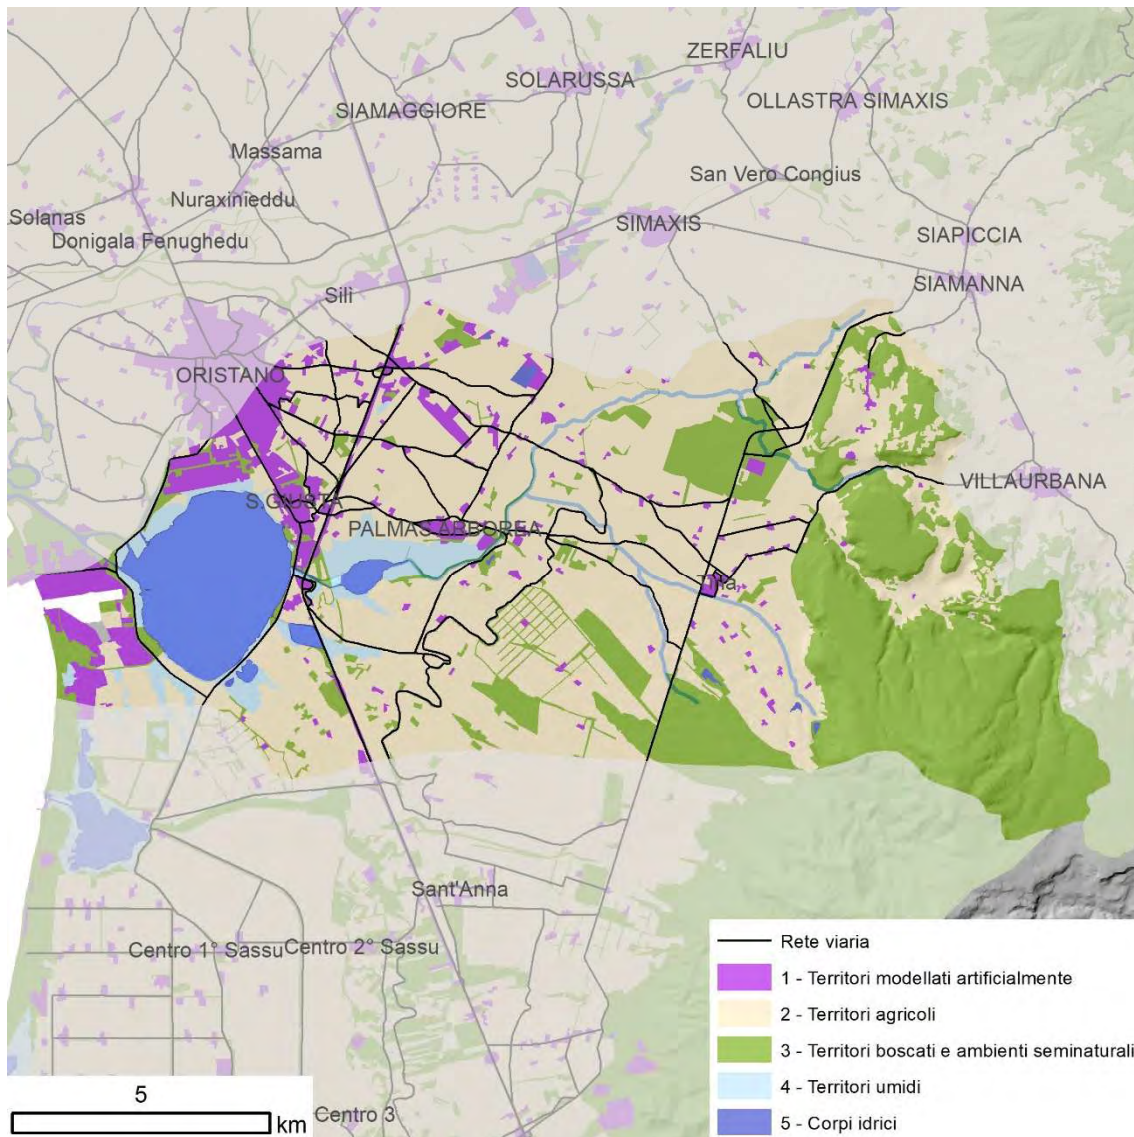 ZERFALIU
SOLARUSSA
OLLASTRA SIMAXIS
SIAMAGGIORE
Massama
San Vero Congius
Nuraxinieddu
Solanas
SIMAXIS
Donigala Fenughedu
SIAPICCIA
SIAMANNA
Silì
ORISTANO
VILLAURBANA
S.GIUSTA
PALMAS ARBOREA
Tiria
Sant'Anna
Centro 1° Sassu
Centro 2° Sassu
Centro 3
5
km
Rete viaria
1 - Territori modellati artificialmente
2 - Territori agricoli
3 - Territori boscati e ambienti seminaturali
4 - Territori umidi
5 - Corpi idrici